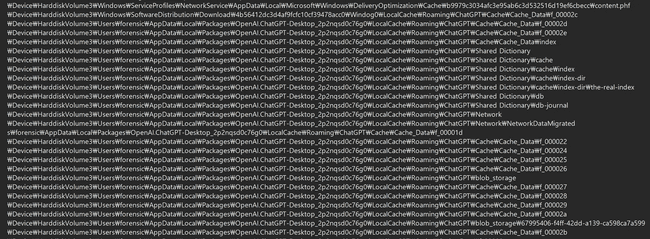 ₩Device₩HarddiskVolume3₩Windows₩ServiceProfiles₩NetworkService₩AppData₩Local₩Microsoft₩Windows₩DeliveryOptimization₩Cache₩b9979c3034afc3e95ab6c3d532516d19ef6cbecc₩content.phf
₩Device₩HarddiskVolume3₩Windows₩SoftwareDistribution₩Download₩4b56412dc3d4af9fcfc10cf39478aco0₩Windog0₩LocalCache₩Roaming₩ChatGPT₩Cache₩Cache_Data₩f_00002c
₩Device₩HarddiskVolume3₩Users₩forensic₩AppData₩Local₩Packages₩OpenAI.ChatGPT-Desktop_2p2nqsd0c76g0₩LocalCache₩Roaming₩ChatGPT₩Cache₩Cache_Data₩f_00002d
₩Device₩HarddiskVolume3₩Users₩forensic₩AppData₩Local₩Packages₩OpenAI.ChatGPT-Desktop_2p2nqsd0c76g0₩LocalCache₩Roaming₩ChatGPT₩Cache₩Cache_Data₩f_00002e
₩Device₩HarddiskVolume3₩Users₩forensic₩AppData₩Local₩Packages₩OpenAI.ChatGPT-Desktop_2p2nqsd0c76g0₩LocalCache₩Roaming₩ChatGPT₩Cache₩Cache_Data₩index
₩Device₩HarddiskVolume3₩Users₩forensic₩AppData₩Local₩Packages₩OpenAI.ChatGPT-Desktop_2p2nqsd0c76g0₩LocalCache₩Roaming₩ChatGPT₩Shared Dictionary
₩Device₩HarddiskVolume3₩Users₩forensic₩AppData₩Local₩Packages₩OpenAI.ChatGPT-Desktop_2p2nqsd0c76g0₩LocalCache₩Roaming₩ChatGPT₩Shared Dictionary₩cache
₩Device₩HarddiskVolume3₩Users₩forensic₩AppData₩Local₩Packages₩OpenAI.ChatGPT-Desktop_2p2nqsd0c76g0₩LocalCache₩Roaming₩ChatGPT₩Shared Dictionary₩cache₩index
₩Device₩HarddiskVolume3₩Users₩forensic₩AppData₩Local₩Packages₩OpenAI.ChatGPT-Desktop_2p2nqsd0c76g0₩LocalCache₩Roaming₩ChatGPT₩Shared Dictionary₩cache₩index-dir
₩Device₩HarddiskVolume3₩Users₩forensic₩AppData₩Local₩Packages₩OpenAI.ChatGPT-Desktop_2p2nqsd0c76g0₩LocalCache₩Roaming₩ChatGPT₩Shared Dictionary₩cache₩index-dir₩the-real-index
₩Device₩HarddiskVolume3₩Users₩forensic₩AppData₩Local₩Packages₩OpenAI.ChatGPT-Desktop_2p2nqsd0c76g0₩LocalCache₩Roaming₩ChatGPT₩Shared Dictionary₩db
₩Device₩HarddiskVolume3₩Users₩forensic₩AppData₩Local₩Packages₩OpenAI.ChatGPT-Desktop_2p2nqsd0c76g0₩LocalCache₩Roaming₩ChatGPT₩Shared Dictionary₩db-journal
₩Device₩HarddiskVolume3₩Users₩forensic₩AppData₩Local₩Packages₩OpenAI.ChatGPT-Desktop_2p2nqsd0c76g0₩LocalCache₩Roaming₩ChatGPT₩Network
₩Device₩HarddiskVolume3₩Users₩forensic₩AppData₩Local₩Packages₩OpenAI.ChatGPT-Desktop_2p2nqsd0c76g0₩LocalCache₩Roaming₩ChatGPT₩Network₩NetworkDataMigrated
s₩forensic₩AppData₩Local₩Packages₩OpenAI.ChatGPT-Desktop_2p2nqsd0c76g0₩LocalCache₩Roaming₩ChatGPT₩Cache₩Cache_Data₩f_00001d
₩Device₩HarddiskVolume3₩Users₩forensic₩AppData₩Local₩Packages₩OpenAI.ChatGPT-Desktop_2p2nqsd0c76g0₩LocalCache₩Roaming₩ChatGPT₩Cache₩Cache_Data₩f_000022
₩Device₩HarddiskVolume3₩Users₩forensic₩AppData₩Local₩Packages₩OpenAI.ChatGPT-Desktop_2p2nqsd0c76g0₩LocalCache₩Roaming₩ChatGPT₩Cache₩Cache_Data₩f_000024
₩Device₩HarddiskVolume3₩Users₩forensic₩AppData₩Local₩Packages₩OpenAI.ChatGPT-Desktop_2p2nqsd0c76g0₩LocalCache₩Roaming₩ChatGPT₩Cache₩Cache_Data₩f_000025
₩Device₩HarddiskVolume3₩Users₩forensic₩AppData₩Local₩Packages₩OpenAI.ChatGPT-Desktop_2p2nqsd0c76g0₩LocalCache₩Roaming₩ChatGPT₩Cache₩Cache_Data₩f_000026
₩Device₩HarddiskVolume3₩Users₩forensic₩AppData₩Local₩Packages₩OpenAI.ChatGPT-Desktop_2p2nqsd0c76g0₩LocalCache₩Roaming₩ChatGPT₩blob_storage
₩Device₩HarddiskVolume3₩Users₩forensic₩AppData₩Local₩Packages₩OpenAI.ChatGPT-Desktop_2p2nqsd0c76g0₩LocalCache₩Roaming₩ChatGPT₩Cache₩Cache_Data₩f_000027
₩Device₩HarddiskVolume3₩Users₩forensic₩AppData₩Local₩Packages₩OpenAI.ChatGPT-Desktop_2p2nqsd0c76g0₩LocalCache₩Roaming₩ChatGPT₩Cache₩Cache_Data₩f_000028
₩Device₩HarddiskVolume3₩Users₩forensic₩AppData₩Local₩Packages₩OpenAI.ChatGPT-Desktop_2p2nqsd0c76g0₩LocalCache₩Roaming₩ChatGPT₩Cache₩Cache_Data₩f_000029
₩Device₩HarddiskVolume3₩Users₩forensic₩AppData₩Local₩Packages₩OpenAI.ChatGPT-Desktop_2p2nqsd0c76g0₩LocalCache₩Roaming₩ChatGPT₩Cache₩Cache_Data₩f_00002a
₩Device₩HarddiskVolume3₩Users₩forensic₩AppData₩Local₩Packages₩OpenAI.ChatGPT-Desktop_2p2nqsd0c76g0₩LocalCache₩Roaming₩ChatGPT₩blob_storage₩67995406-f4ff-42dd-a139-ca598ca7a599
₩Device₩HarddiskVolume3₩Users₩forensic₩AppData₩Local₩Packages₩OpenAI.ChatGPT-Desktop_2p2nqsd0c76g0₩LocalCache₩Roaming₩ChatGPT₩Cache₩Cache_Data₩f_00002b